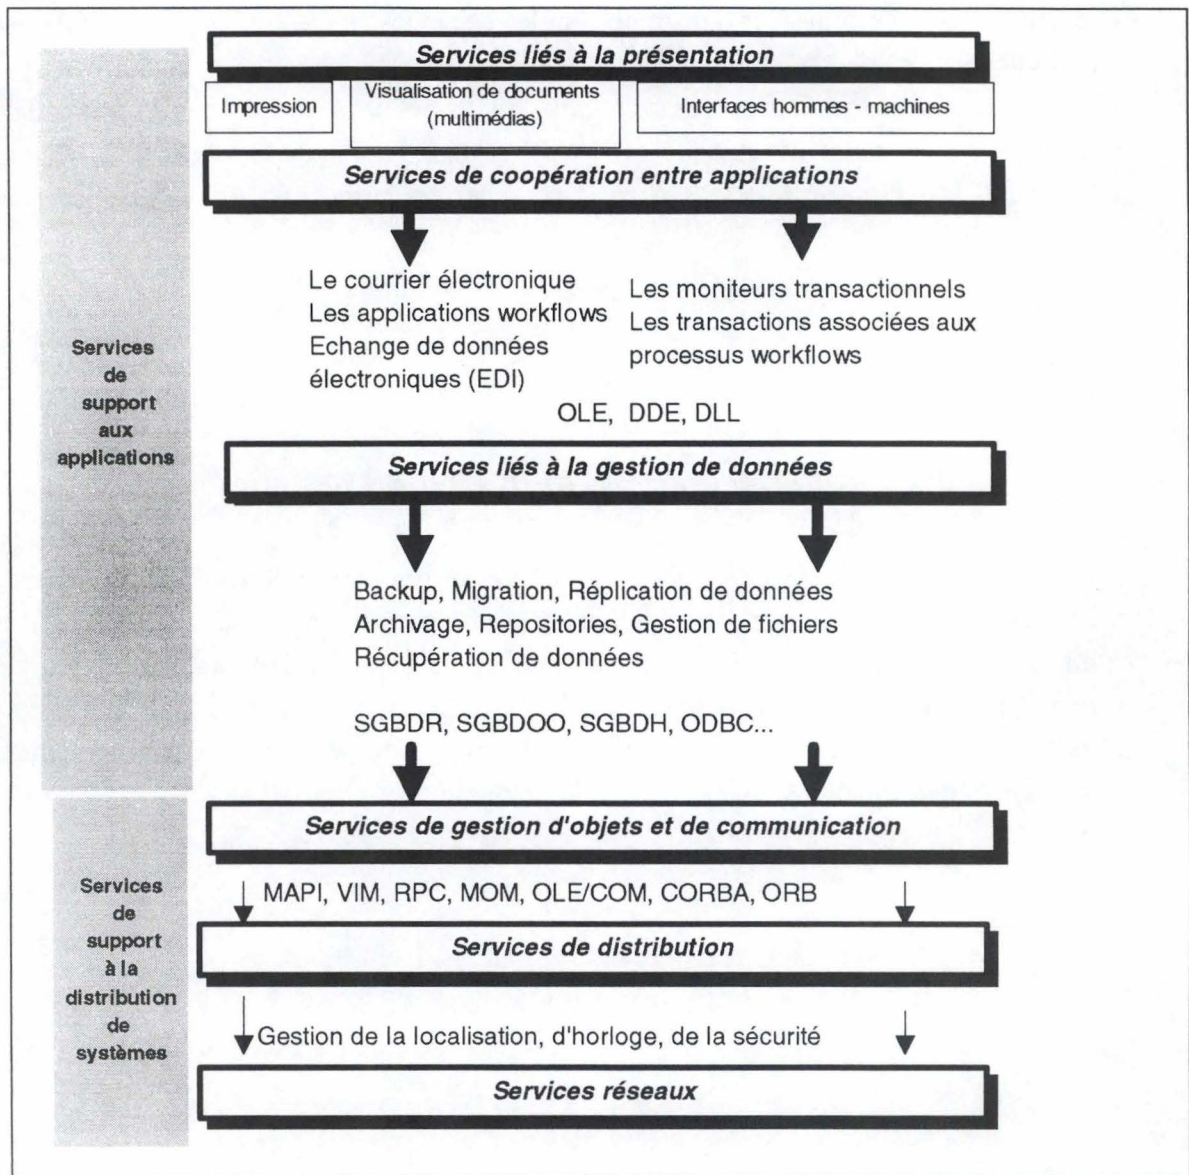 Services liés à la présentation
Impression
Visualisation de documents
(multimédias)
Interfaces hommes - machines
Services de coopération entre applications
Le courrier électronique
Les applications workflows
Echange de données
électroniques (EDI)
Les moniteurs transactionnels
Les transactions associées aux
processus workflows
OLE, DDE, DLL
Services
de
support
aux
applications
Services liés à la gestion de données
Backup, Migration, Réplication de données
Archivage, Repositories, Gestion de fichiers
Récupération de données
SGBDR, SGBDOO, SGBDH, ODBC...
Services de gestion d'objets et de communication
MAPI, VIM, RPC, MOM, OLE/COM, CORBA, ORB
Services
de
support
à la
distribution
de
systèmes
Services de distribution
Gestion de la localisation, d'horloge, de la sécurité
Services réseaux